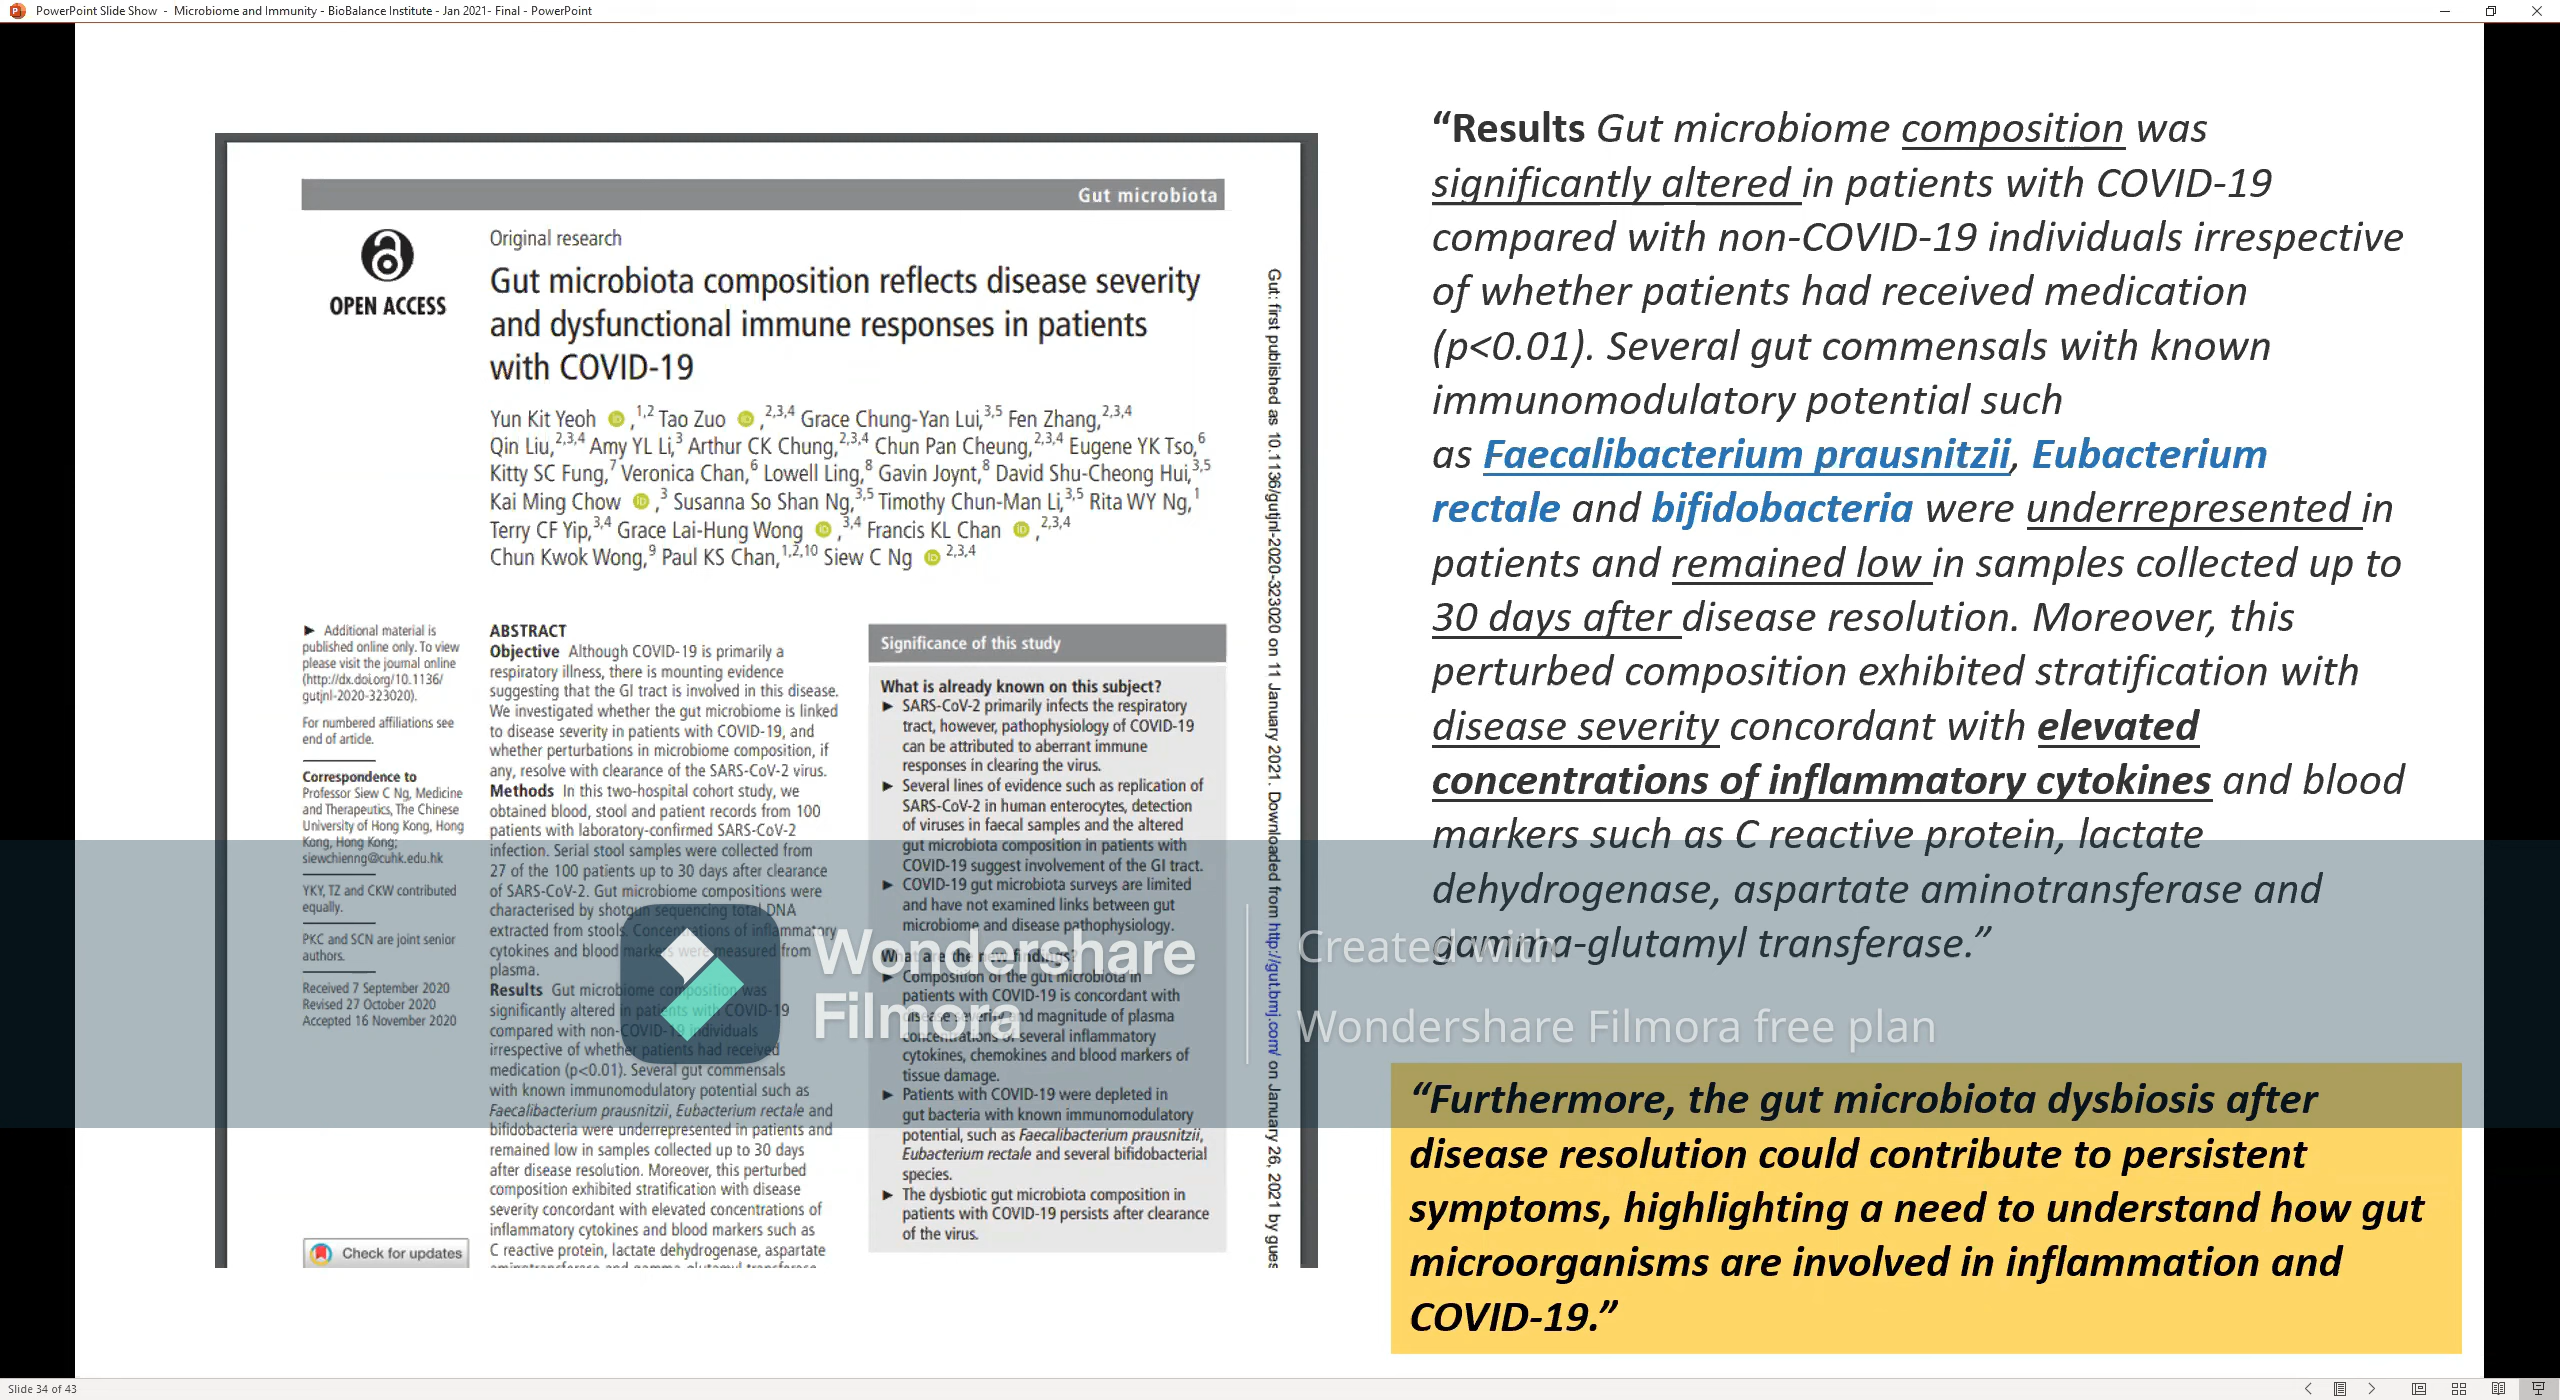 PowerPoint Slide Show - Microbiome and Immunity - BioBalance Institute - Jan 2021- Final - PowerPoint
Gut microbiota
OPEN ACCESS
Original research
Gut microbiota composition reflects disease severity
and dysfunctional immune responses in patients
with COVID-19
Yun Kit Yeoh ,1,2 Tao Zuo ,2,3,4 Grace Chung-Yan Lui,3,5 Fen Zhang,2,3,4
Qin Liu,2,3,4 Amy YL Li,3 Arthur CK Chung,2,3,4 Chun Pan Cheung,2,3,4 Eugene YK Tso,6
Kitty SC Fung,7 Veronica Chan,6 Lowell Ling,8 Gavin Joynt,8 David Shu-Cheong Hui,3,5
Kai Ming Chow ,3 Susanna So Shan Ng,3,5 Timothy Chun-Man Li,3,5 Rita WY Ng,1
Terry CF Yip,3,4 Grace Lai-Hung Wong ,3,4 Francis KL Chan ,2,3,4
Chun Kwok Wong,9 Paul KS Chan,1,2,10 Siew C Ng 2,3,4
► Additional material is
published online only. To view
please visit the journal online
(http://dx.doi.org/10.1136/
gutjnl-2020-323020).
For numbered affiliations see
end of article.
Correspondence to
Professor Siew C Ng, Medicine
and Therapeutics, The Chinese
University of Hong Kong, Hong
Kong, Hong Kong;
siewchienng@cuhk.edu.hk
YKY, TZ and CKW contributed
equally.
PKC and SCN are joint senior
authors.
Received 7 September 2020
Revised 27 October 2020
Accepted 16 November 2020
Check for updates
ABSTRACT
Objective Although COVID-19 is primarily a
respiratory illness, there is mounting evidence
suggesting that the GI tract is involved in this disease.
We investigated whether the gut microbiome is linked
to disease severity in patients with COVID-19, and
whether perturbations in microbiome composition, if
any, resolve with clearance of the SARS-CoV-2 virus.
Methods In this two-hospital cohort study, we
obtained blood, stool and patient records from 100
patients with laboratory-confirmed SARS-CoV-2
infection. Serial stool samples were collected from
27 of the 100 patients up to 30 days after clearance
of SARS-CoV-2. Gut microbiome compositions were
characterised by shotgun sequencing total DNA
extracted from stools. Concentrations of inflammatory
cytokines and blood markers were measured from
plasma.
Results Gut microbiome composition was
significantly altered in patients with COVID-19
compared with non-COVID-19 individuals
irrespective of whether patients had received
medication (p<0.01). Several gut commensals
with known immunomodulatory potential such as
Faecalibacterium prausnitzii, Eubacterium rectale and
bifidobacteria were underrepresented in patients and
remained low in samples collected up to 30 days
after disease resolution. Moreover, this perturbed
composition exhibited stratification with disease
severity concordant with elevated concentrations of
inflammatory cytokines and blood markers such as
C reactive protein, lactate dehydrogenase, aspartate
Significance of this study
What is already known on this subject?
► SARS-CoV-2 primarily infects the respiratory
tract, however, pathophysiology of COVID-19
can be attributed to aberrant immune
responses in clearing the virus.
► Several lines of evidence such as replication of
SARS-CoV-2 in human enterocytes, detection
of viruses in faecal samples and the altered
gut microbiota composition in patients with
COVID-19 suggest involvement of the GI tract.
► COVID-19 gut microbiota surveys are limited
and have not examined links between gut
microbiome and disease pathophysiology.
What are the new findings?
► Composition of the gut microbiota in
patients with COVID-19 is concordant with
disease severity and magnitude of plasma
concentrations of several inflammatory
cytokines, chemokines and blood markers of
tissue damage.
► Patients with COVID-19 were depleted in
gut bacteria with known immunomodulatory
potential, such as Faecalibacterium prausnitzii,
Eubacterium rectale and several bifidobacterial
species.
► The dysbiotic gut microbiota composition in
patients with COVID-19 persists after clearance
of the virus.
Gut: first published as 10.1136/gutjnl-2020-323020 on 11 January 2021. Downloaded from http://gut.bmj.com/ on January 26, 2021 by gues
“Results Gut microbiome composition was
significantly altered in patients with COVID-19
compared with non-COVID-19 individuals irrespective
of whether patients had received medication
(p<0.01). Several gut commensals with known
immunomodulatory potential such
as Faecalibacterium prausnitzii, Eubacterium
rectale and bifidobacteria were underrepresented in
patients and remained low in samples collected up to
30 days after disease resolution. Moreover, this
perturbed composition exhibited stratification with
disease severity concordant with elevated
concentrations of inflammatory cytokines and blood
markers such as C reactive protein, lactate
dehydrogenase, aspartate aminotransferase and
gamma-glutamyl transferase.”
Wondershare
Filmora
Created with
Wondershare Filmora free plan
“Furthermore, the gut microbiota dysbiosis after
disease resolution could contribute to persistent
symptoms, highlighting a need to understand how gut
microorganisms are involved in inflammation and
COVID-19.”
Slide 34 of 43